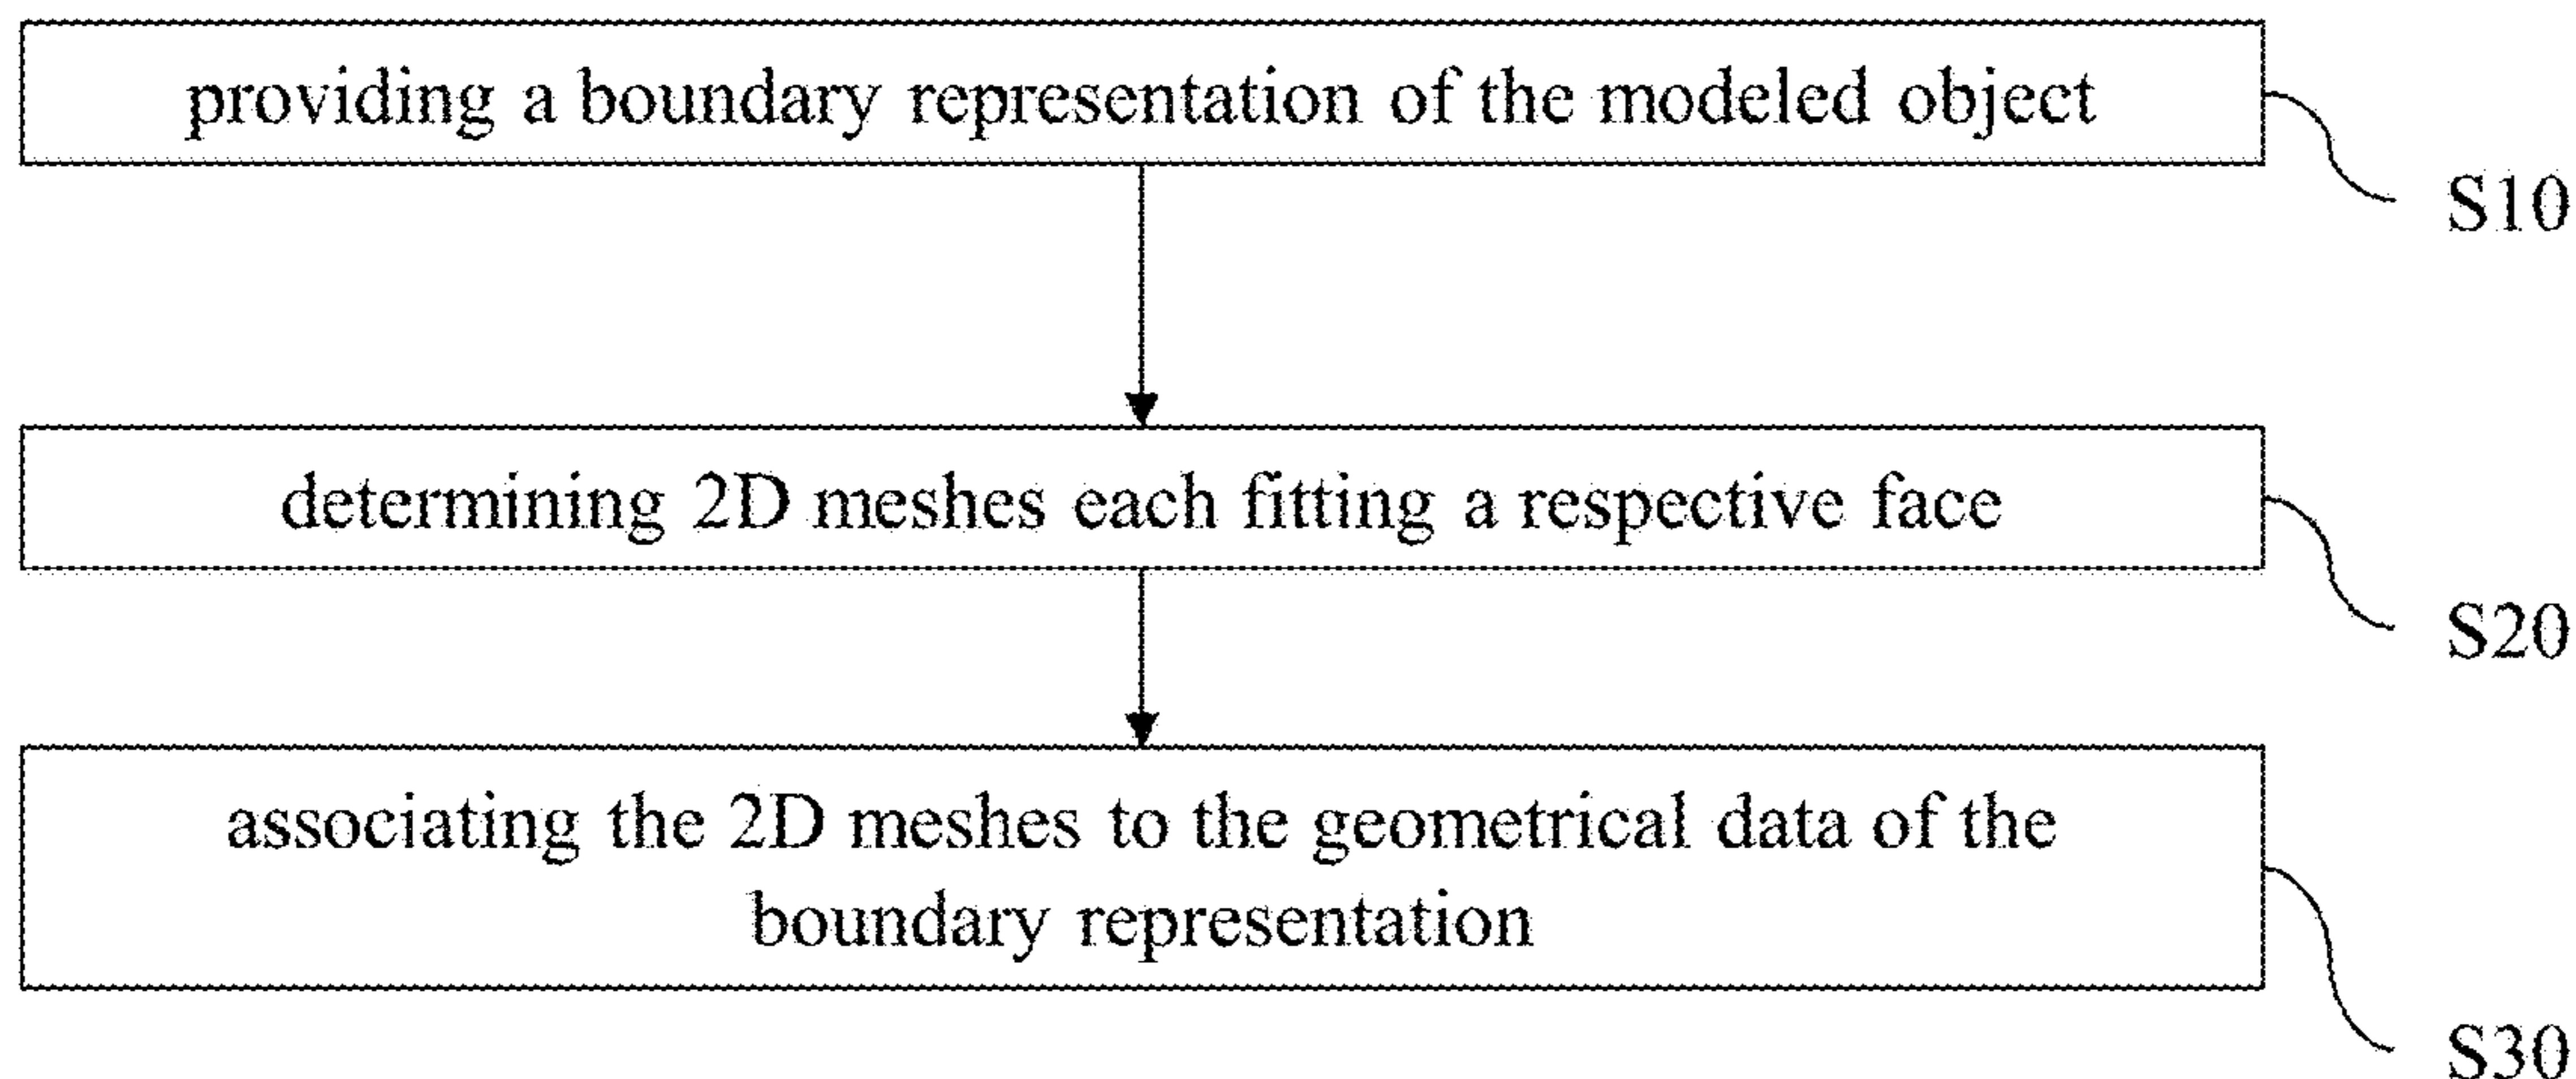 providing a boundary representation of the modeled object
S10
determining 2D meshes each fitting a respective face
S20
associating the 2D meshes to the geometrical data of the
boundary representation
S30